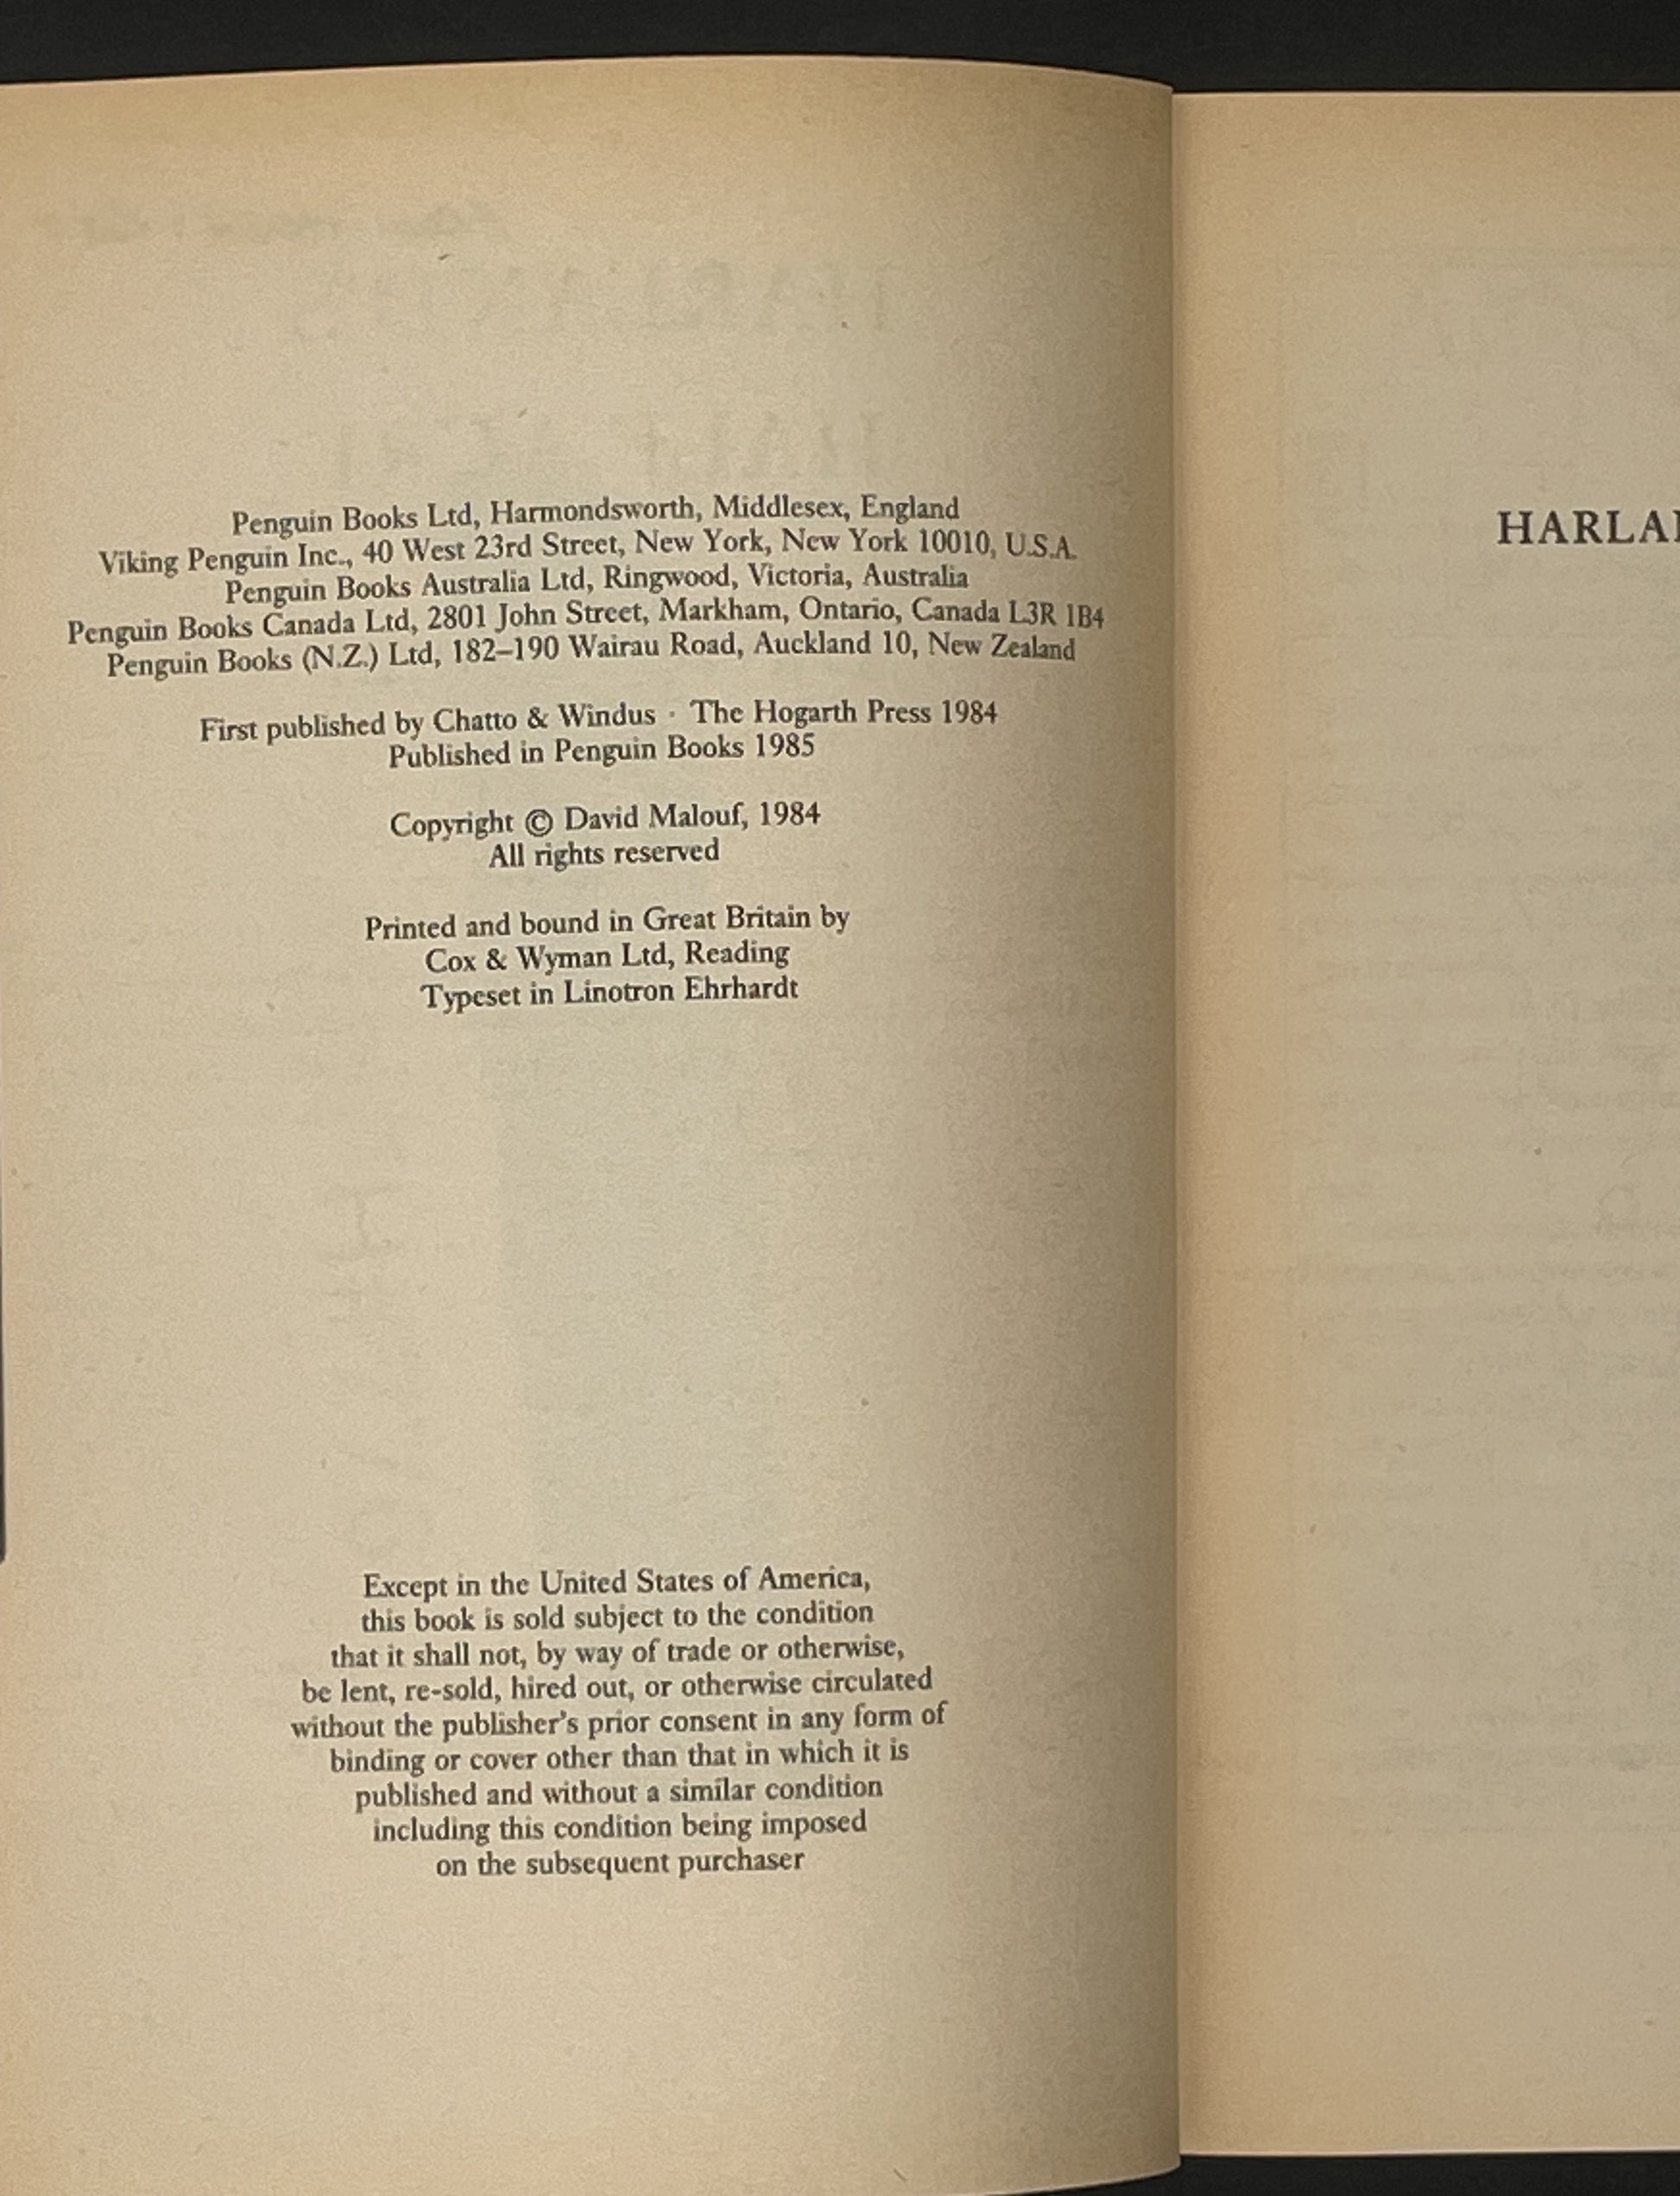 Penguin Books Ltd, Harmondsworth, Middlesex, England
Viking Penguin Inc., 40 West 23rd Street, New York, New York 10010, U.S.A.
Penguin Books Australia Ltd, Ringwood, Victoria, Australia
Penguin Books Canada Ltd, 2801 John Street, Markham, Ontario, Canada L3R 1B4
Penguin Books (N.Z.) Ltd, 182–190 Wairau Road, Auckland 10, New Zealand
First published by Chatto & Windus · The Hogarth Press 1984
Published in Penguin Books 1985
Copyright © David Malouf, 1984
All rights reserved
Printed and bound in Great Britain by
Cox & Wyman Ltd, Reading
Typeset in Linotron Ehrhardt
Except in the United States of America,
this book is sold subject to the condition
that it shall not, by way of trade or otherwise,
be lent, re-sold, hired out, or otherwise circulated
without the publisher's prior consent in any form of
binding or cover other than that in which it is
published and without a similar condition
including this condition being imposed
on the subsequent purchaser
HARLA